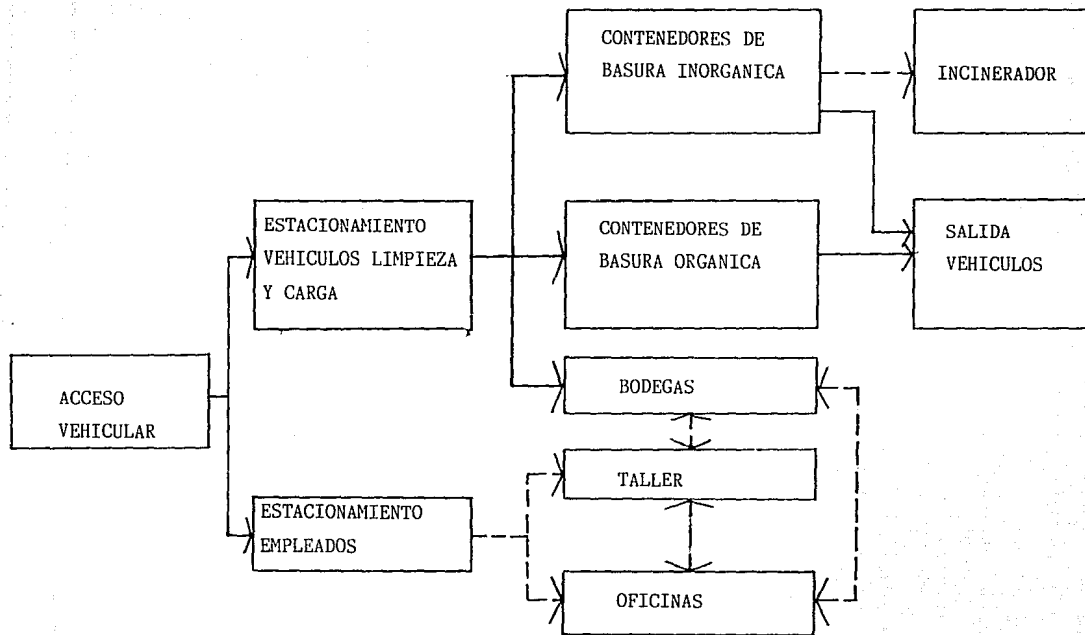 CONTENEDORES DE
BASURA INORGANICA
INCINERADOR
ESTACIONAMIENTO
VEHICULOS LIMPIEZA
Y CARGA
CONTENEDORES DE
BASURA ORGANICA
SALIDA
VEHICULOS
ACCESO
VEHICULAR
BODEGAS
TALLER
ESTACIONAMIENTO
EMPLEADOS
OFICINAS